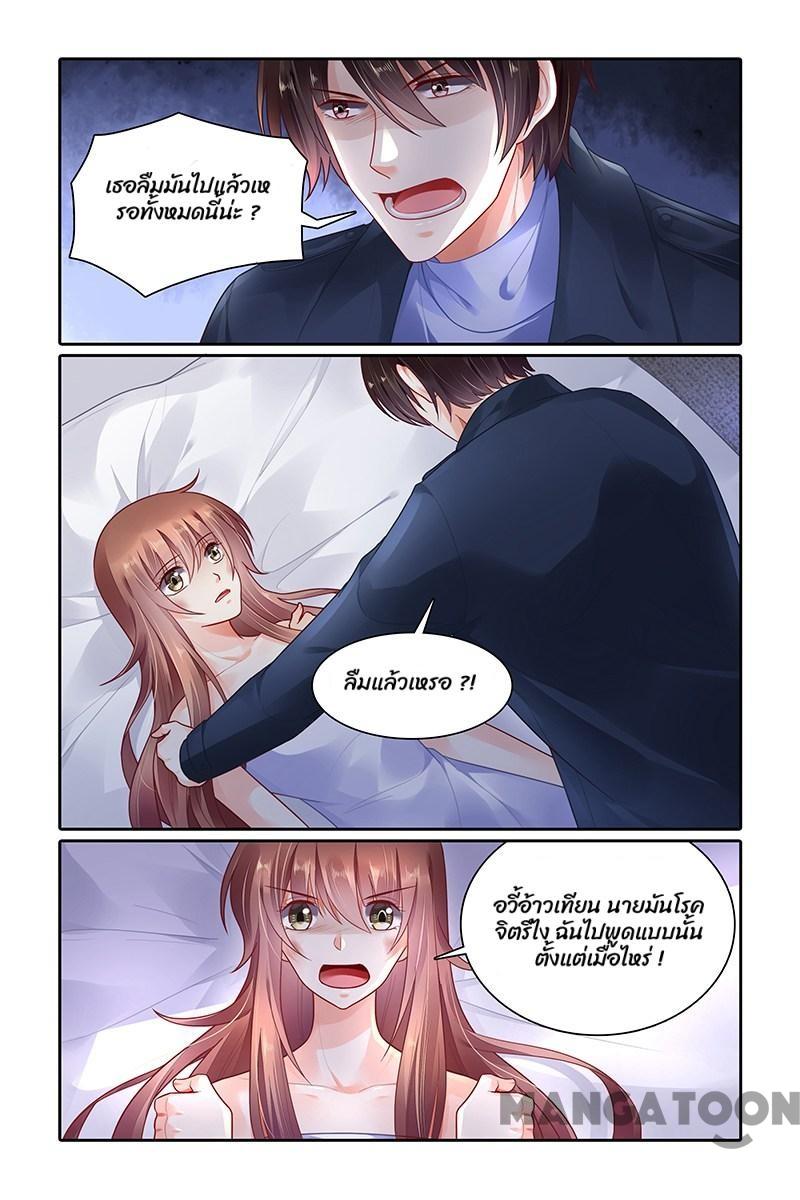 เธอลืมมันไปแล้วเห
รอทั้งหมดนี่น่ะ ?
ลืมแล้วเหรอ ?!
อวี้อ้าวเทียน นายมันโรค
จิตรึไง ฉันไปพูดแบบนั้น
ตั้งแต่เมื่อไหร่ !
MANGATOON